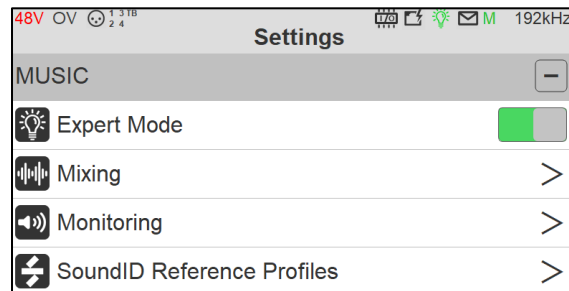 48V OV 1 3 TB 2 4 I/O M 192kHz
Settings
MUSIC
Expert Mode
Mixing
Monitoring
SoundID Reference Profiles